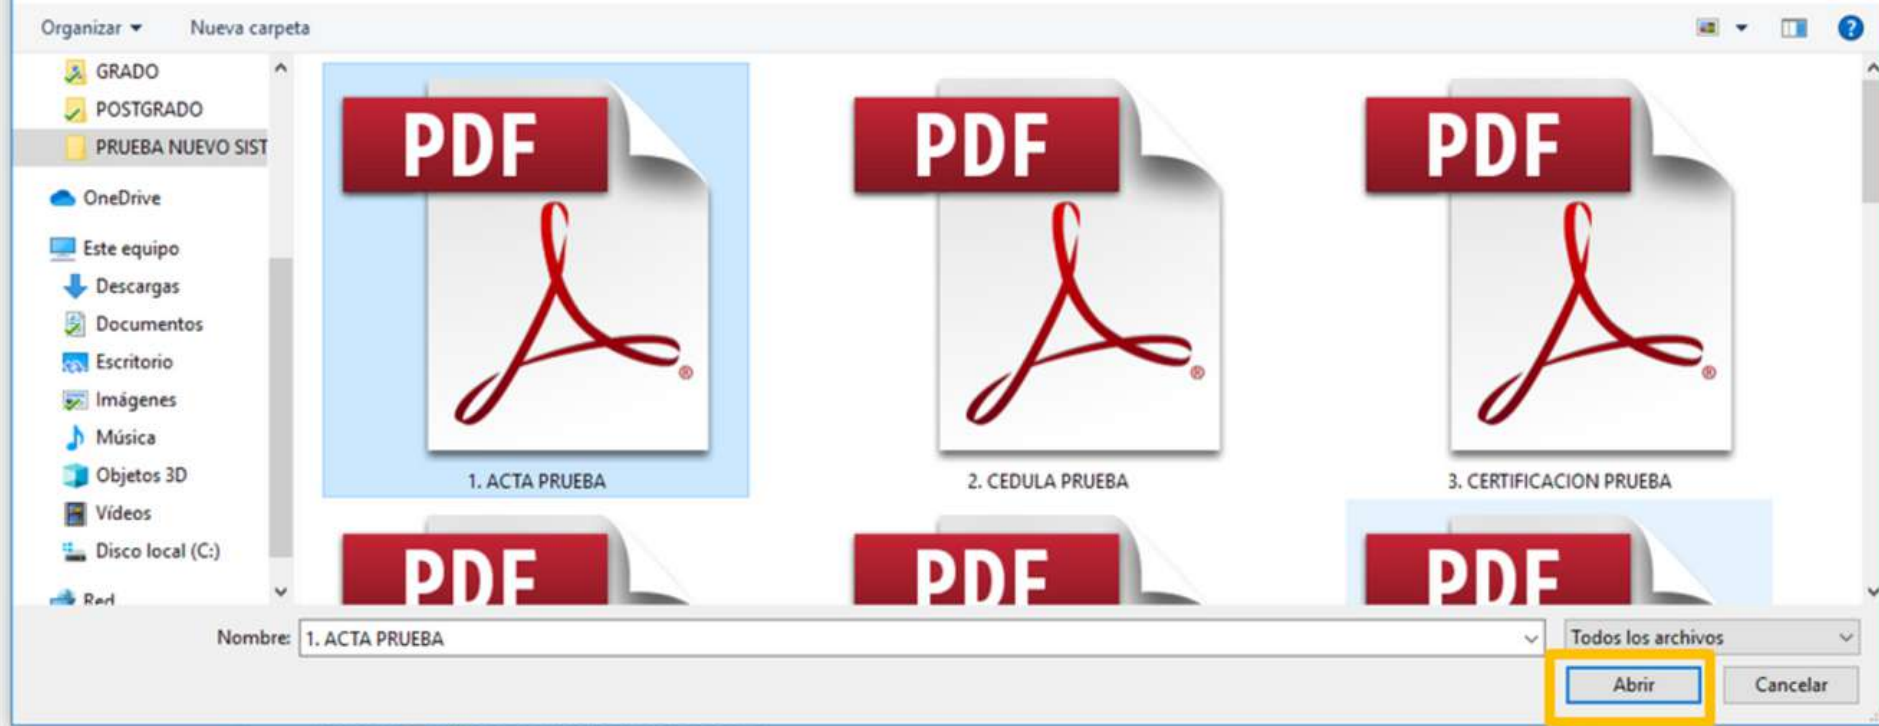 Organizar Nueva carpeta
GRADO
POSTGRADO
PRUEBA NUEVO SIST
OneDrive
Este equipo
Descargas
Documentos
Escritorio
Imágenes
Música
Objetos 3D
Vídeos
Disco local (C:)
Red
PDF PDF PDF
® ® ®
1. ACTA PRUEBA 2. CEDULA PRUEBA 3. CERTIFICACION PRUEBA
PDF PDF PDF
Nombre: 1. ACTA PRUEBA Todos los archivos
Abrir Cancelar